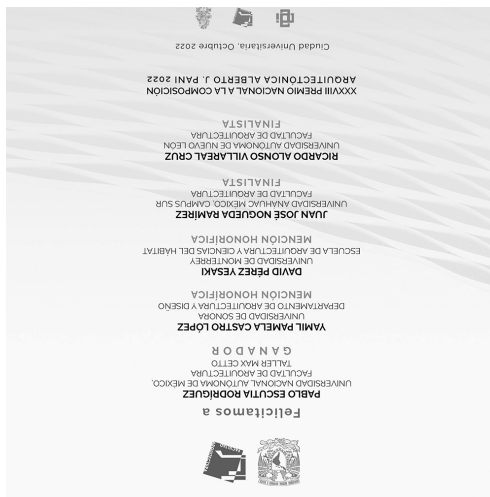 Felicitamos a
PABLO ESCUTIA RODRÍGUEZ
UNIVERSIDAD NACIONAL AUTÓNOMA DE MÉXICO,
FACULTAD DE ARQUITECTURA
TALLER MAX CETTO
GANADOR
YAMIL PAMELA CASTRO LÓPEZ
UNIVERSIDAD DE SONORA
DEPARTAMENTO DE ARQUITECTURA Y DISEÑO
MENCIÓN HONORIFÍCA
DAVID PÉREZ YESAKI
UNIVERSIDAD DE MONTERREY
ESCUELA DE ARQUITECTURA Y CIENCIAS DEL HÁBITAT
MENCIÓN HONORIFÍCA
JUAN JOSÉ NOGUEDA RAMÍREZ
UNIVERSIDAD ANÁHUAC MÉXICO, CAMPUS SUR
FACULTAD DE ARQUITECTURA
FINALISTA
RICARDO ALONSO VILLAREAL CRUZ
UNIVERSIDAD AUTÓNOMA DE NUEVO LEÓN
FACULTAD DE ARQUITECTURA
FINALISTA
XXXVIII PREMIO NACIONAL A LA COMPOSICIÓN
ARQUITECTÓNICA ALBERTO J. PANI 2022
Ciudad Universitaria, Octubre 2022